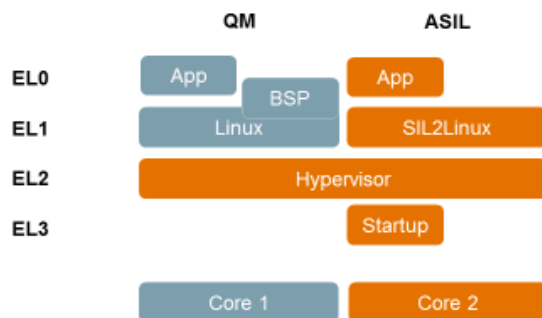 QM ASIL
EL0 App App
BSP
EL1 Linux SIL2Linux
EL2 Hypervisor
EL3 Startup
Core 1 Core 2